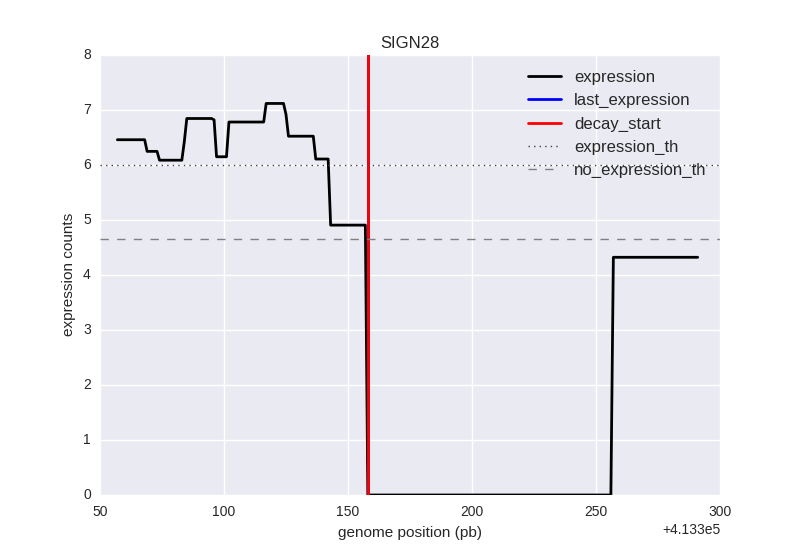 SIGN28
8
7
6
5
4
3
2
1
0
expression counts
expression
last_expression
decay_start
expression_th
no_expression_th
50 100 150 200 250 300
genome position (pb)
+4.133e5